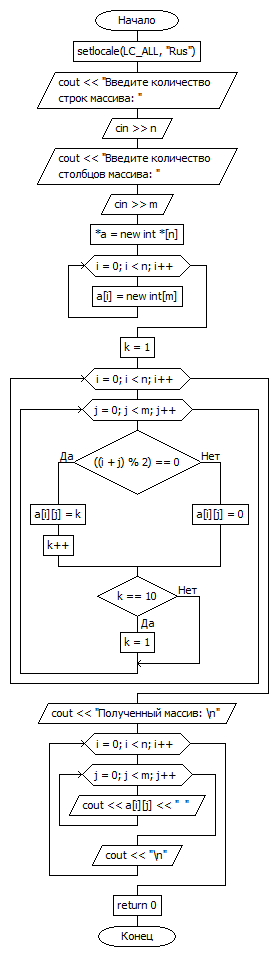 Начало
setlocale(LC_ALL, "Rus")
cout << "Введите количество
строк массива: "
cin >> n
cout << "Введите количество
столбцов массива: "
cin >> m
*a = new int *[n]
i = 0; i < n; i++
a[i] = new int[m]
k = 1
i = 0; i < n; i++
j = 0; j < m; j++
Да
((i + j) % 2) == 0
Нет
a[i][j] = k
a[i][j] = 0
k++
k == 10
Нет
Да
k = 1
cout << "Полученный массив: \n"
i = 0; i < n; i++
j = 0; j < m; j++
cout << a[i][j] << "  "
cout << "\n"
return 0
Конец